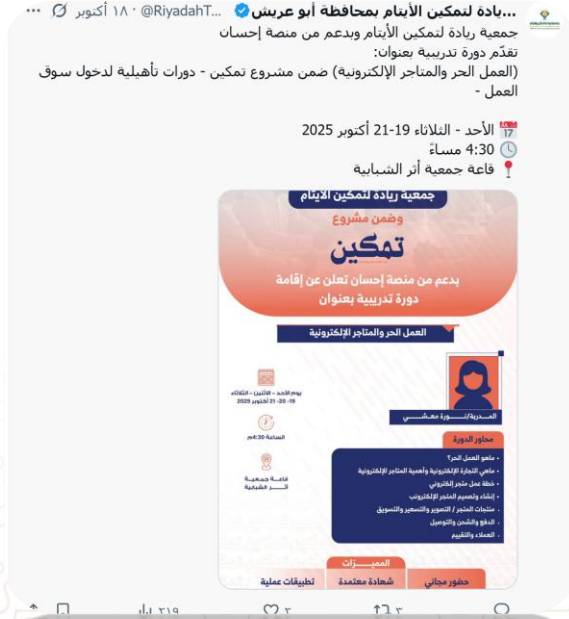 ...يادة لتمكين الأيتام بمحافظة أبو عريش @RiyadahT... · ١٨ أكتوبر
جمعية ريادة لتمكين الأيتام وبدعم من منصة إحسان
تقدّم دورة تدريبية بعنوان:
(العمل الحر والمتاجر الإلكترونية) ضمن مشروع تمكين - دورات تأهيلية لدخول سوق
العمل -
الأحد - الثلاثاء 19-21 أكتوبر 2025
4:30 مساءً
قاعة جمعية أثر الشبابية
جمعية ريادة لتمكين الأيتام
وضمن مشروع
تمكين
بدعم من منصة إحسان تعلن عن إقامة
دورة تدريبية بعنوان
العمل الحر والمتاجر الإلكترونية
يوم الأحد - الاثنين - الثلاثاء
19- 20- 21 أكتوبر 2025
الساعة 4:30م
قاعة جمعية
أثر الشبابية
المدربة/نورة معشي
محاور الدورة
• ماهو العمل الحر؟
• ماهي التجارة الإلكترونية وأهمية المتاجر الإلكترونية
• خطة عمل متجر إلكتروني
• إنشاء وتصميم المتجر الإلكتروني
• منتجات المتجر / التصوير والتسعير والتسويق
• الدفع والشحن والتوصيل
• العملاء والتقييم
المميزات
حضور مجاني
شهادة معتمدة
تطبيقات عملية
٣
٢
٢١٩